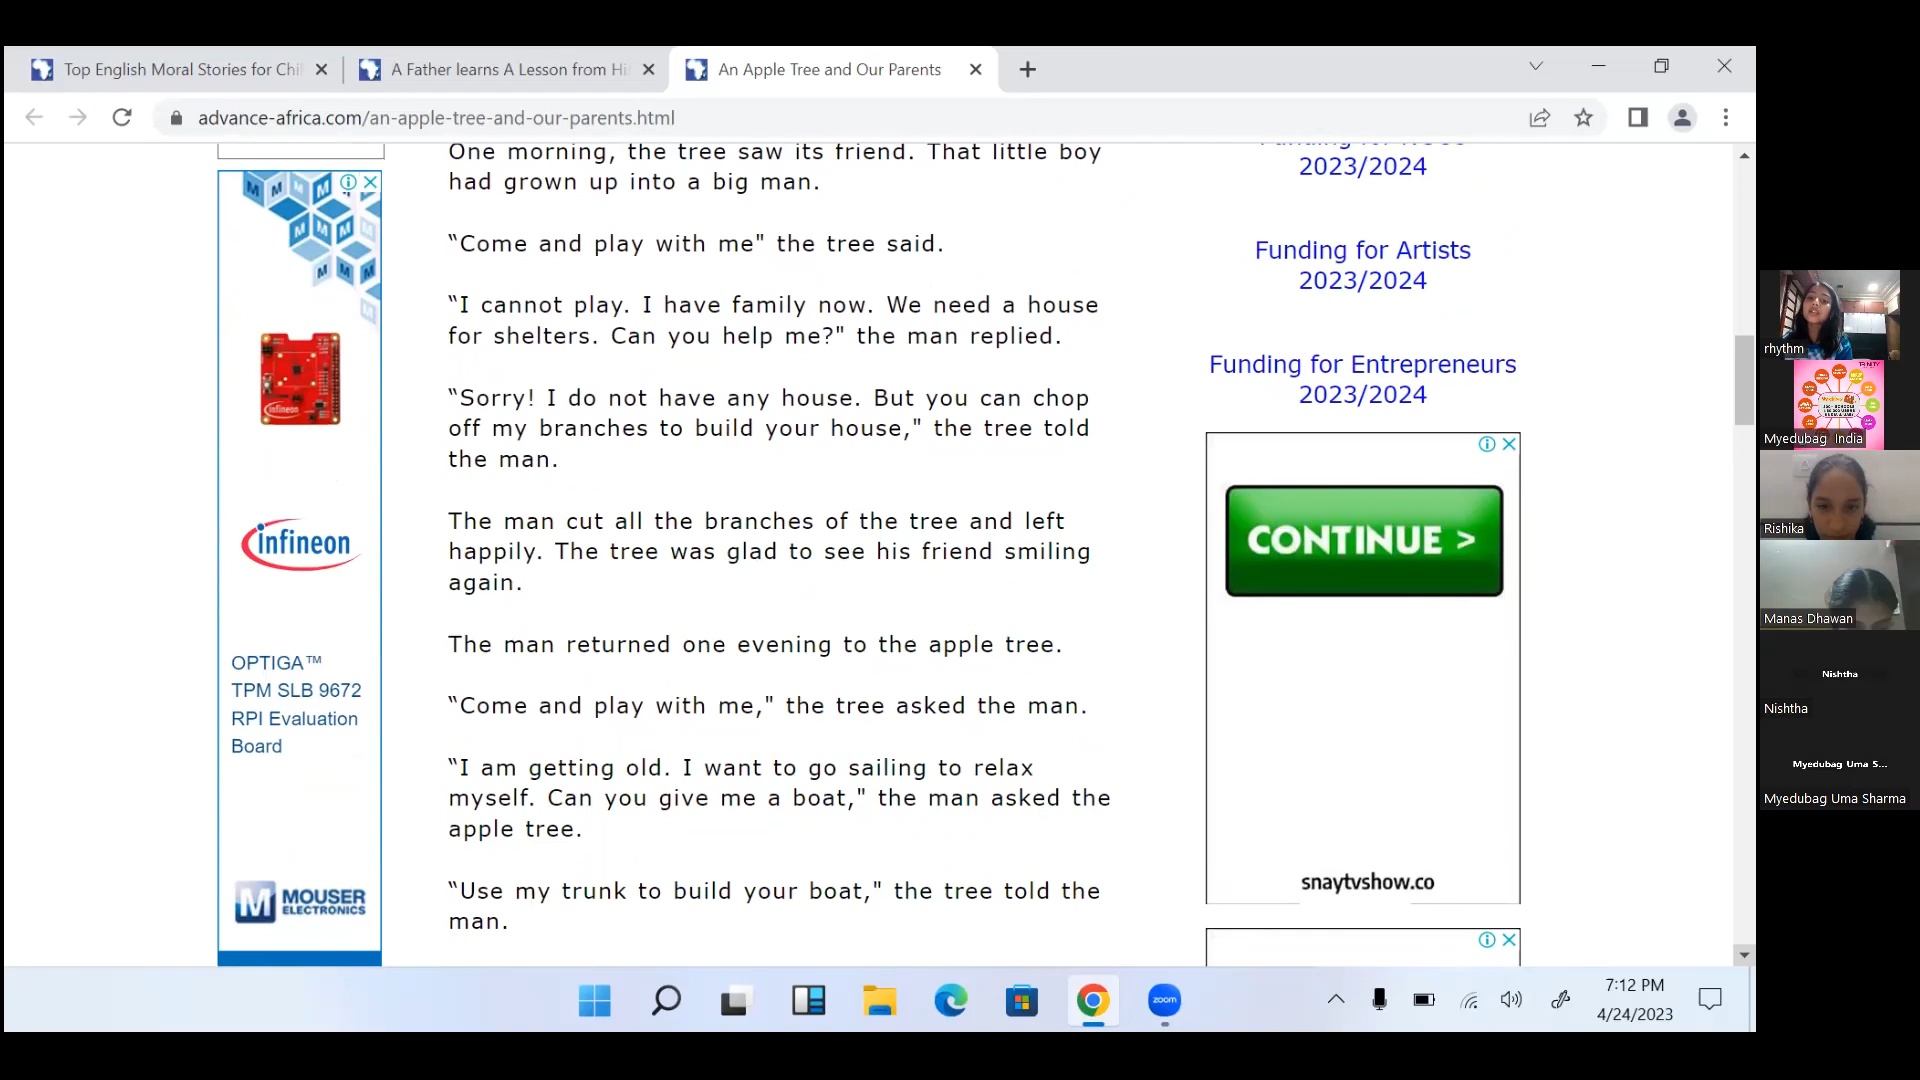 Top English Moral Stories for Chi
A Father learns A Lesson from Hi
An Apple Tree and Our Parents
advance-africa.com/an-apple-tree-and-our-parents.html
One morning, the tree saw its friend. That little boy
had grown up into a big man.
“Come and play with me" the tree said.
“I cannot play. I have family now. We need a house
for shelters. Can you help me?" the man replied.
“Sorry! I do not have any house. But you can chop
off my branches to build your house," the tree told
the man.
The man cut all the branches of the tree and left
happily. The tree was glad to see his friend smiling
again.
The man returned one evening to the apple tree.
“Come and play with me," the tree asked the man.
“I am getting old. I want to go sailing to relax
myself. Can you give me a boat," the man asked the
apple tree.
“Use my trunk to build your boat," the tree told the
man.
infineon
infineon
OPTIGA™
TPM SLB 9672
RPI Evaluation
Board
M MOUSER
ELECTRONICS
2023/2024
Funding for Artists
2023/2024
Funding for Entrepreneurs
2023/2024
CONTINUE >
snaytvshow.co
rhythm
TRINITY
Myedubag India
Rishika
Manas Dhawan
Nishtha
Nishtha
Myedubag Uma S...
Myedubag Uma Sharma
zoom
7:12 PM
4/24/2023